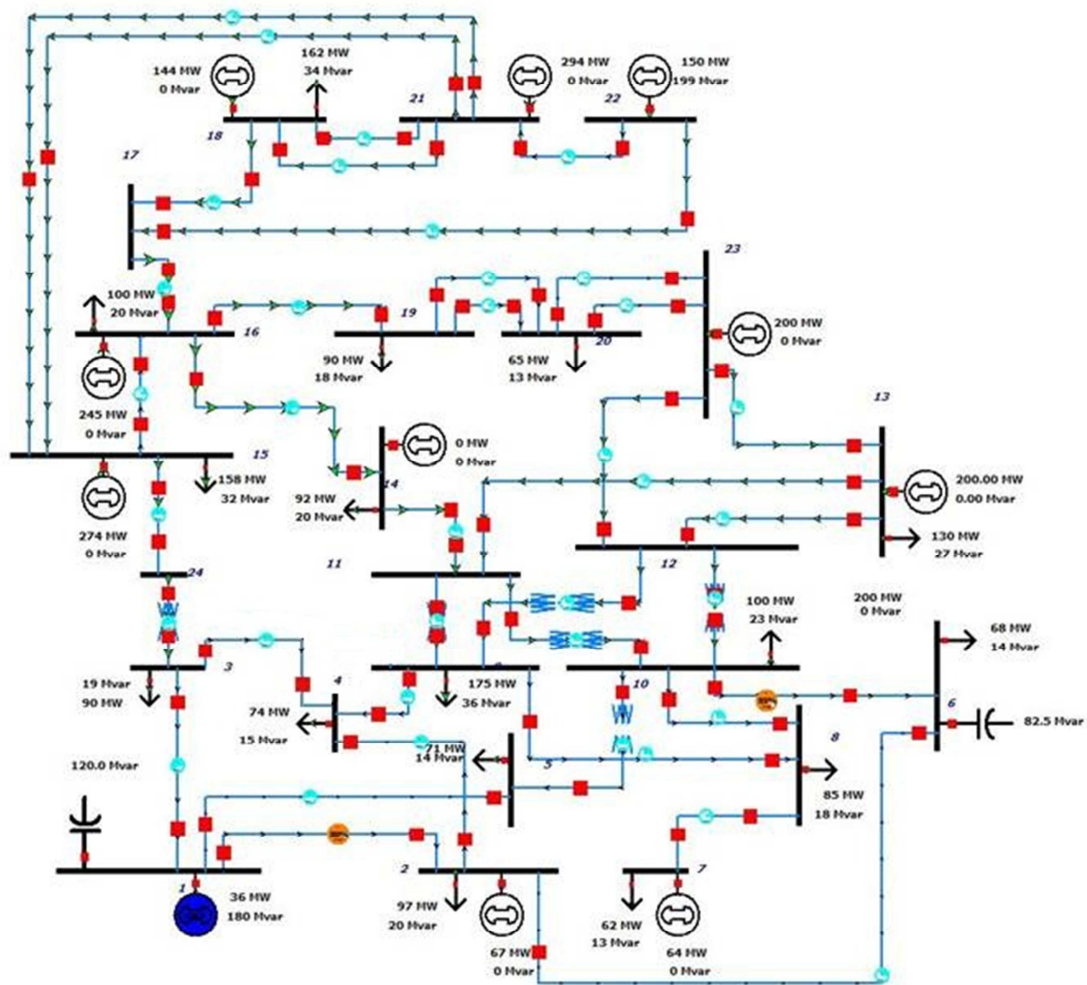 162 MW
34 Mvar
144 MW
0 Mvar
18
21
294 MW
0 Mvar
150 MW
199 Mvar
22
17
23
100 MW
20 Mvar
16
19
90 MW
18 Mvar
20
65 MW
13 Mvar
200 MW
0 Mvar
13
245 MW
0 Mvar
15
158 MW
32 Mvar
274 MW
0 Mvar
0 MW
0 Mvar
14
92 MW
20 Mvar
200.00 MW
0.00 Mvar
130 MW
27 Mvar
24
11
12
100 MW
23 Mvar
200 MW
0 Mvar
68 MW
14 Mvar
3
19 Mvar
90 MW
4
74 MW
15 Mvar
175 MW
36 Mvar
10
6
82.5 Mvar
8
71 MW
14 Mvar
5
85 MW
18 Mvar
120.0 Mvar
1
36 MW
180 Mvar
2
97 MW
20 Mvar
67 MW
0 Mvar
7
62 MW
13 Mvar
64 MW
0 Mvar